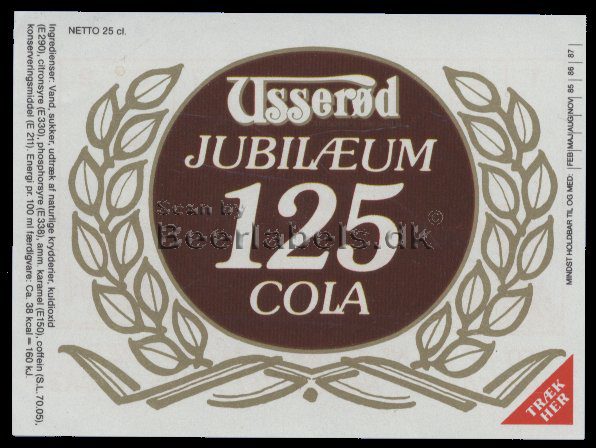 NETTO 25 cl.
Usserød
JUBILÆUM
125
COLA
Scan by
Beerlabels.dk
©
Ingredienser: Vand, sukker, udtræk af naturlige krydderier, kuldioxid
(E290), citronsyre (E330), phosphorsyre (E338), amm. karamel (E150), coffein (S.L. 70.05),
konserveringsmiddel (E 211). Energi pr. 100 ml færdigvare: Ca. 38 kcal = 160 kJ.
MINDST HOLDBAR TIL OG MED: |FEB|MAJ|AUG|NOV| 85 | 86 | 87
TRÆK
HER